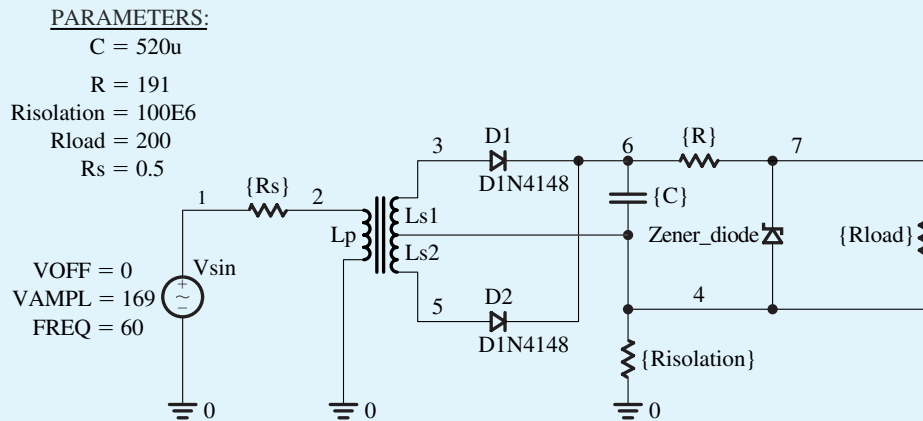 PARAMETERS:
C = 520u
R = 191
Risolation = 100E6
Rload = 200
Rs = 0.5
3
D1
D1N4148
6
{R}
7
1
{Rs}
2
{C}
Lp
Ls1
Ls2
Zener_diode
{Rload}
VOFF = 0
VAMPL = 169
FREQ = 60
Vsin
+
~
−
5
D2
D1N4148
4
{Risolation}
0
0
0